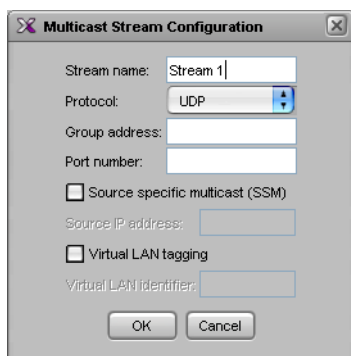 Multicast Stream Configuration
Stream name: Stream 1
Protocol: UDP
Group address:
Port number:
Source specific multicast (SSM)
Source IP address:
Virtual LAN tagging
Virtual LAN identifier:
OK Cancel